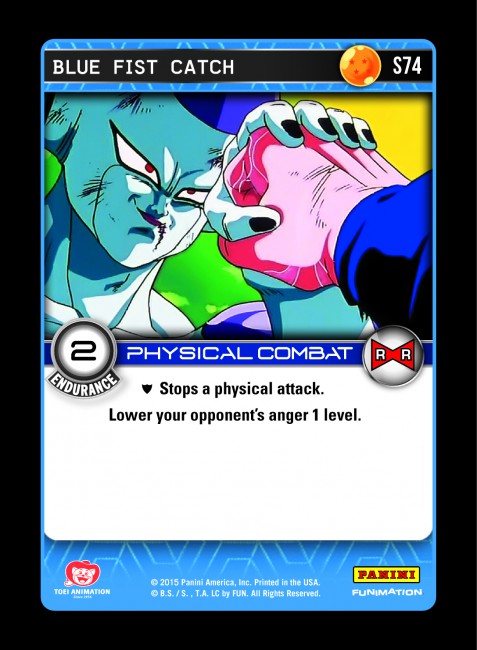 BLUE FIST CATCH
S74
2
ENDURANCE
PHYSICAL COMBAT
R R
Stops a physical attack.
Lower your opponent's anger 1 level.
TOEI ANIMATION
© 2015 Panini America, Inc. Printed in the USA.
© B.S. / S. , T.A. LC by FUN. All Rights Reserved.
PANINI
FUNIMATION